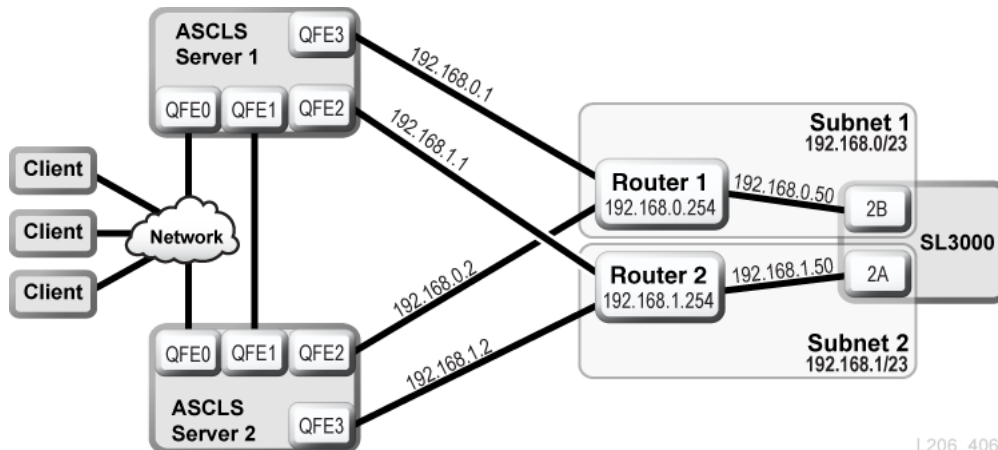 ASCLS
Server 1
QFE3
QFE0
QFE1
QFE2
192.168.0.1
192.168.1.1
Subnet 1
192.168.0/23
Router 1
192.168.0.254
192.168.0.50
2B
SL3000
Client
Client
Client
Network
Router 2
192.168.1.254
192.168.1.50
2A
Subnet 2
192.168.1/23
192.168.0.2
192.168.1.2
QFE0
QFE1
QFE2
ASCLS
Server 2
QFE3
L206_406